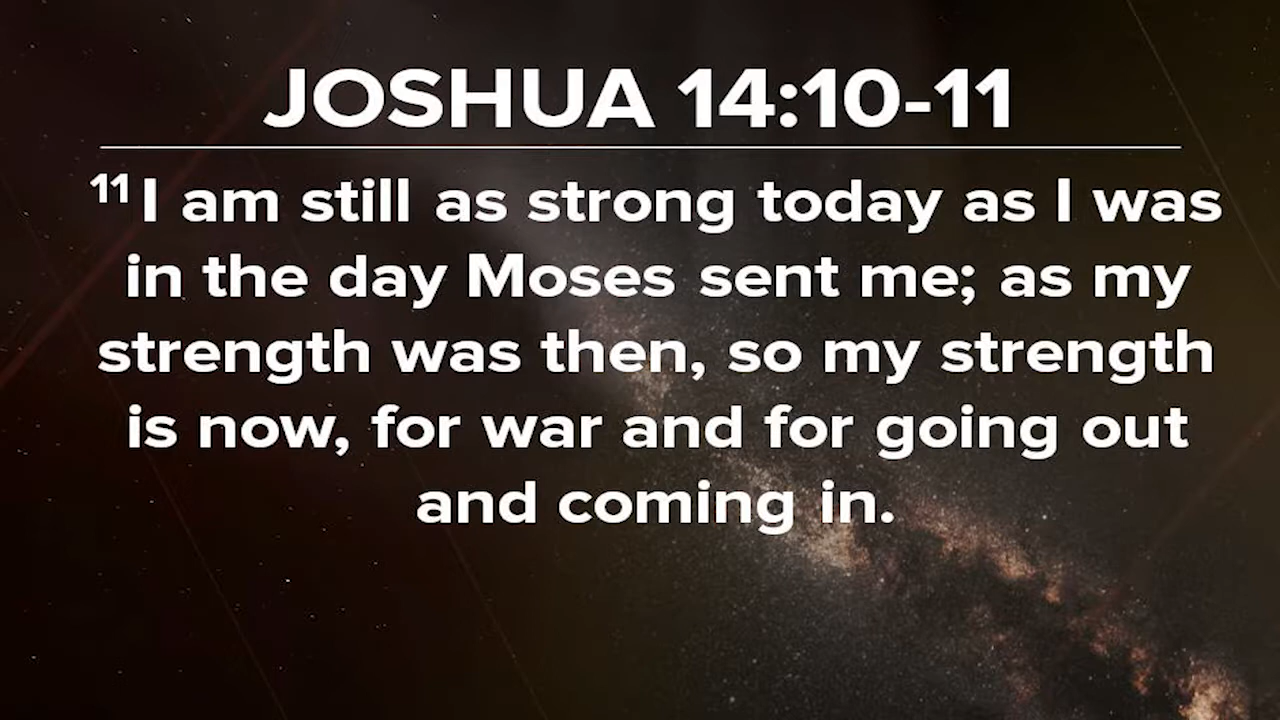 JOSHUA 14:10-11
11 I am still as strong today as I was
in the day Moses sent me; as my
strength was then, so my strength
is now, for war and for going out
and coming in.